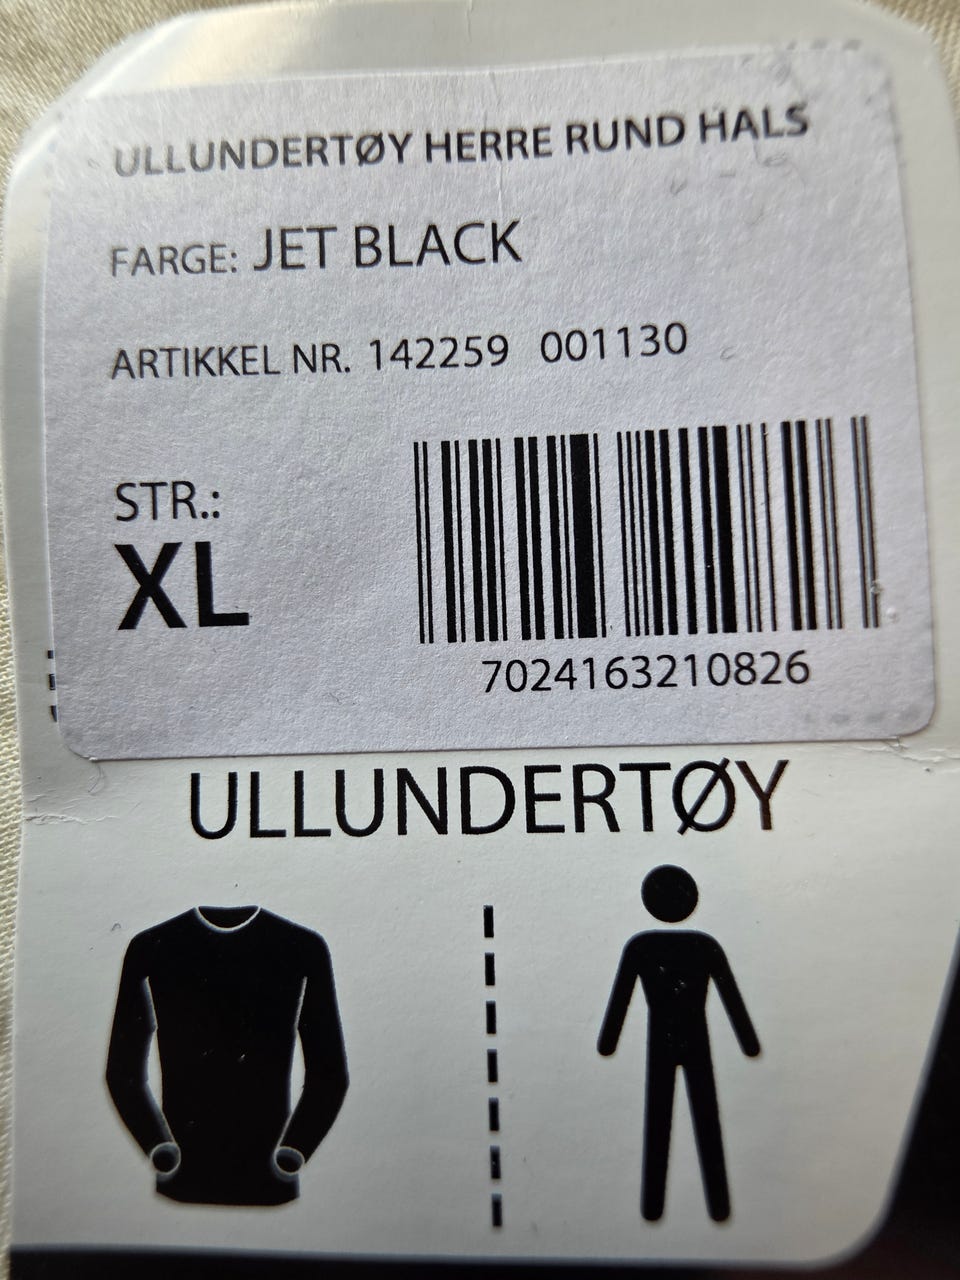 ULLUNDERTØY HERRE RUND HALS
FARGE: JET BLACK
ARTIKKEL NR. 142259 001130
STR.:
XL
7024163210826
ULLUNDERTØY